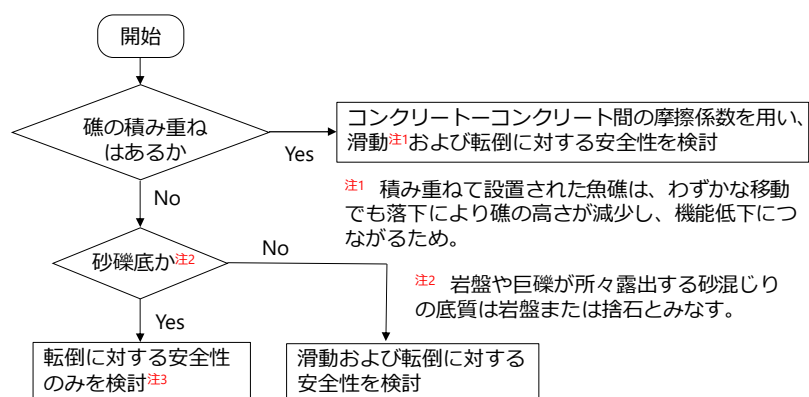 開始
礁の積み重ね
はあるか
Yes
コンクリートーコンクリート間の摩擦係数を用い、
滑動注1および転倒に対する安全性を検討
注1 積み重ねて設置された魚礁は、わずかな移動
でも落下により礁の高さが減少し、機能低下につ
ながるため。
No
砂礫底か注2
No
注2 岩盤や巨礫が所々露出する砂混じり
の底質は岩盤または捨石とみなす。
Yes
転倒に対する安全性
のみを検討注3
滑動および転倒に対する
安全性を検討